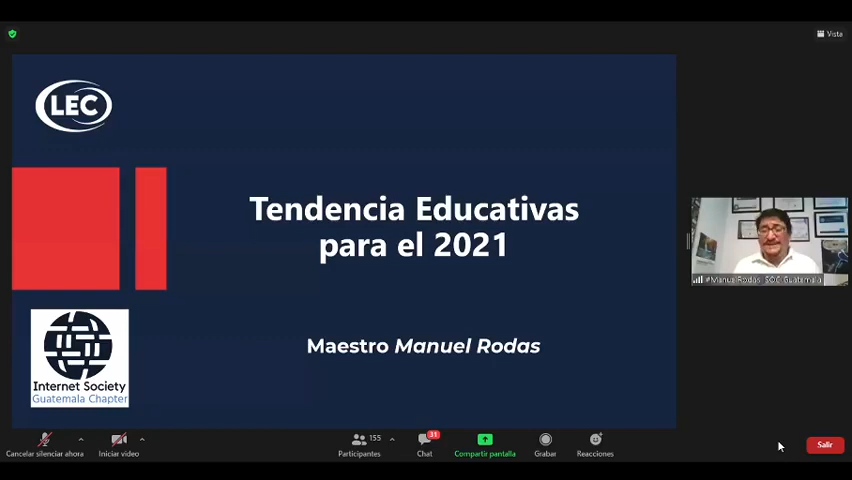 Vista
LEC
Tendencia Educativas
para el 2021
Maestro Manuel Rodas
Internet Society
Guatemala Chapter
#Manuel Rodas ISOC Guatemala
Cancelar silenciar ahora
Iniciar video
155
Participantes
31
Chat
Compartir pantalla
Grabar
Reacciones
Salir